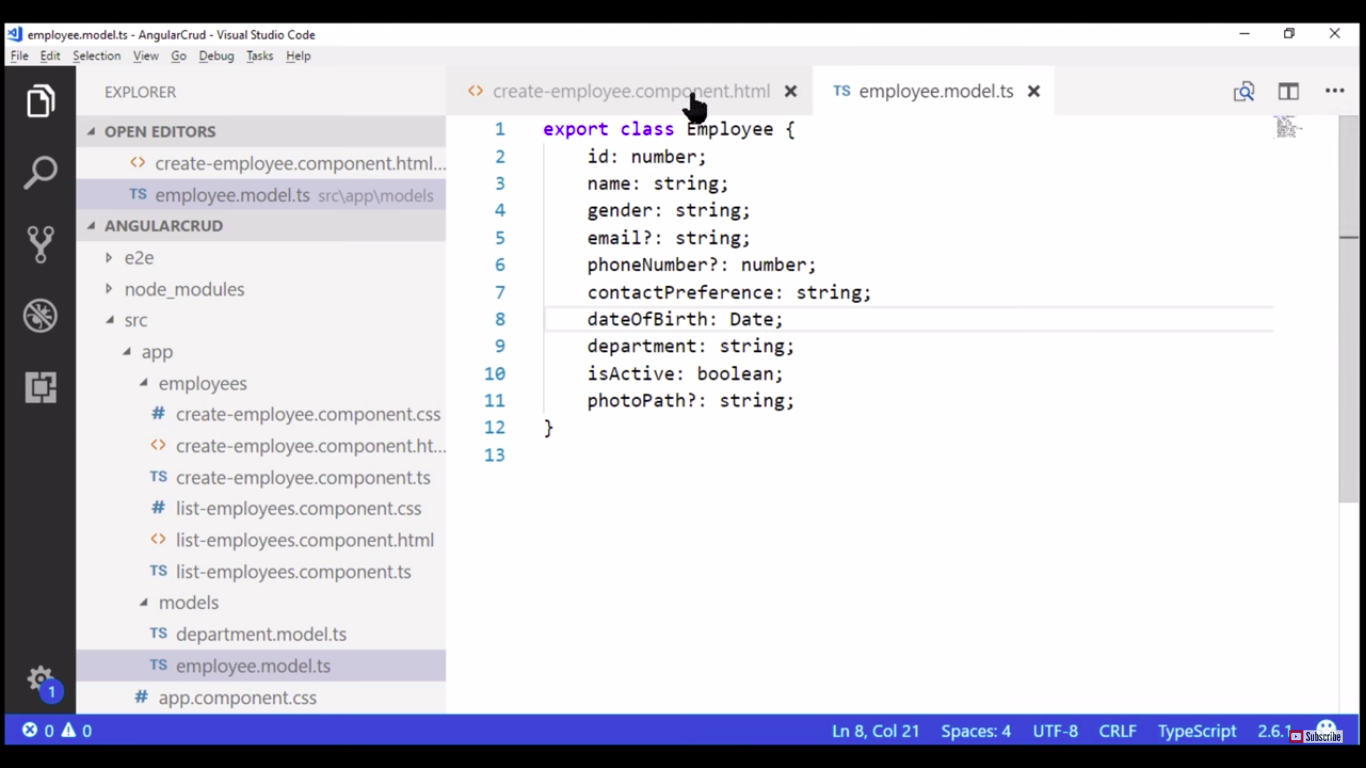 employee.model.ts - AngularCrud - Visual Studio Code
File Edit Selection View Go Debug Tasks Help
EXPLORER
OPEN EDITORS
create-employee.component.html...
employee.model.ts src\app\models
ANGULARCRUD
e2e
node_modules
src
app
employees
create-employee.component.css
create-employee.component.ht...
create-employee.component.ts
list-employees.component.css
list-employees.component.html
list-employees.component.ts
models
department.model.ts
employee.model.ts
app.component.css
1
create-employee.component.html
TS employee.model.ts
1 export class Employee {
2 id: number;
3 name: string;
4 gender: string;
5 email?: string;
6 phoneNumber?: number;
7 contactPreference: string;
8 dateOfBirth: Date;
9 department: string;
10 isActive: boolean;
11 photoPath?: string;
12 }
13
0 0 Ln 8, Col 21 Spaces: 4 UTF-8 CRLF TypeScript 2.6.1
Subscribe